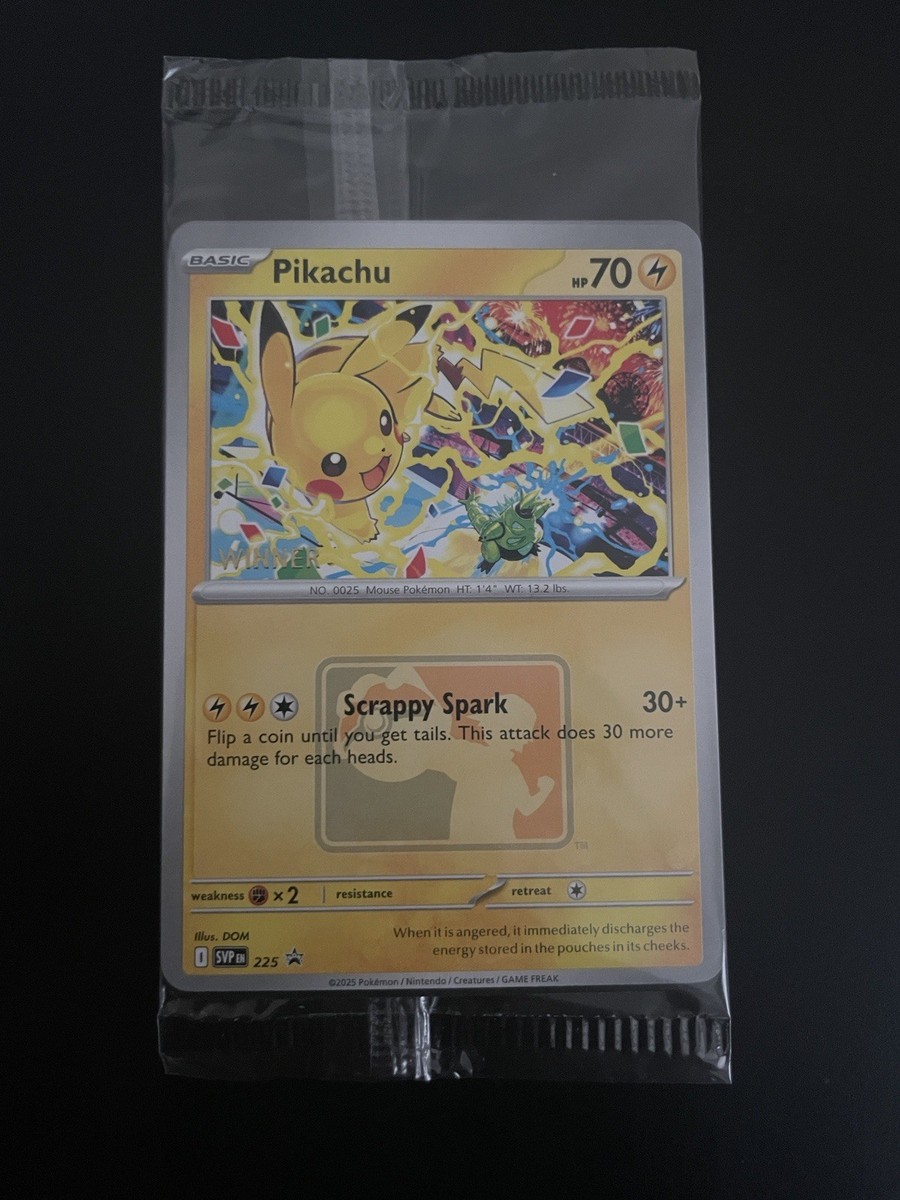 BASIC
Pikachu
HP 70
WINNER
NO. 0025 Mouse Pokémon HT: 1'4" WT: 13.2 lbs.
Scrappy Spark 30+
Flip a coin until you get tails. This attack does 30 more
damage for each heads.
TM
weakness ×2 resistance retreat
Illus. DOM
When it is angered, it immediately discharges the
energy stored in the pouches in its cheeks.
I SVP EN 225
©2025 Pokémon / Nintendo / Creatures / GAME FREAK